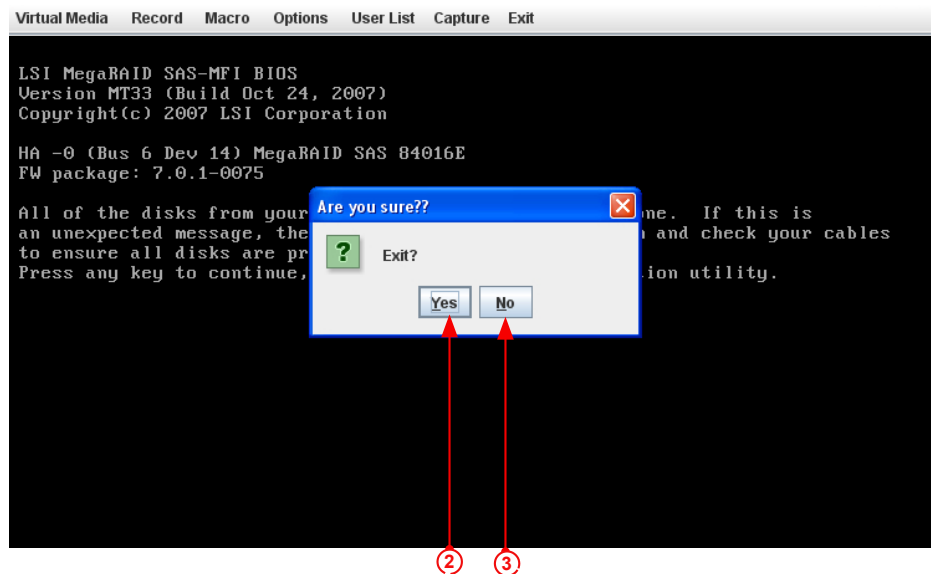 Virtual Media Record Macro Options User List Capture Exit
LSI MegaRAID SAS-MFI BIOS
Version MT33 (Build Oct 24, 2007)
Copyright(c) 2007 LSI Corporation
HA -0 (Bus 6 Dev 14) MegaRAID SAS 84016E
FW package: 7.0.1-0075
All of the disks from your ne. If this is
an unexpected message, the and check your cables
to ensure all disks are pr
Press any key to continue, ion utility.
Are you sure??
Exit?
Yes No
2 3